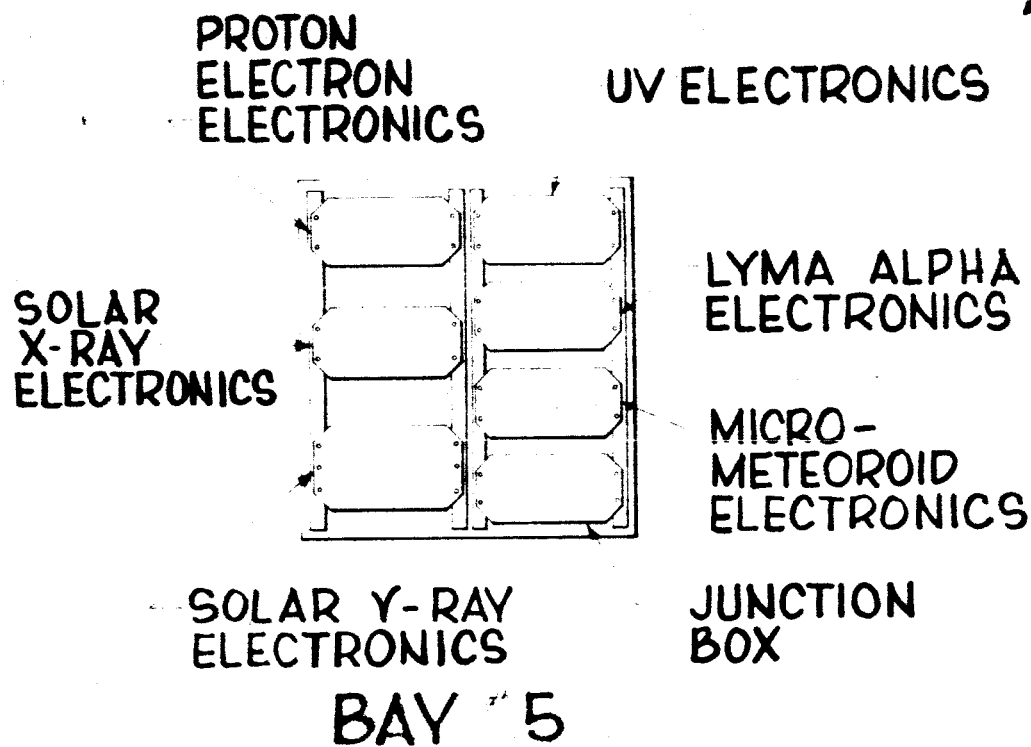 PROTON
ELECTRON
ELECTRONICS
UV ELECTRONICS
SOLAR
X-RAY
ELECTRONICS
LYMA ALPHA
ELECTRONICS
MICRO-
METEOROID
ELECTRONICS
SOLAR γ-RAY
ELECTRONICS
JUNCTION
BOX
BAY # 5